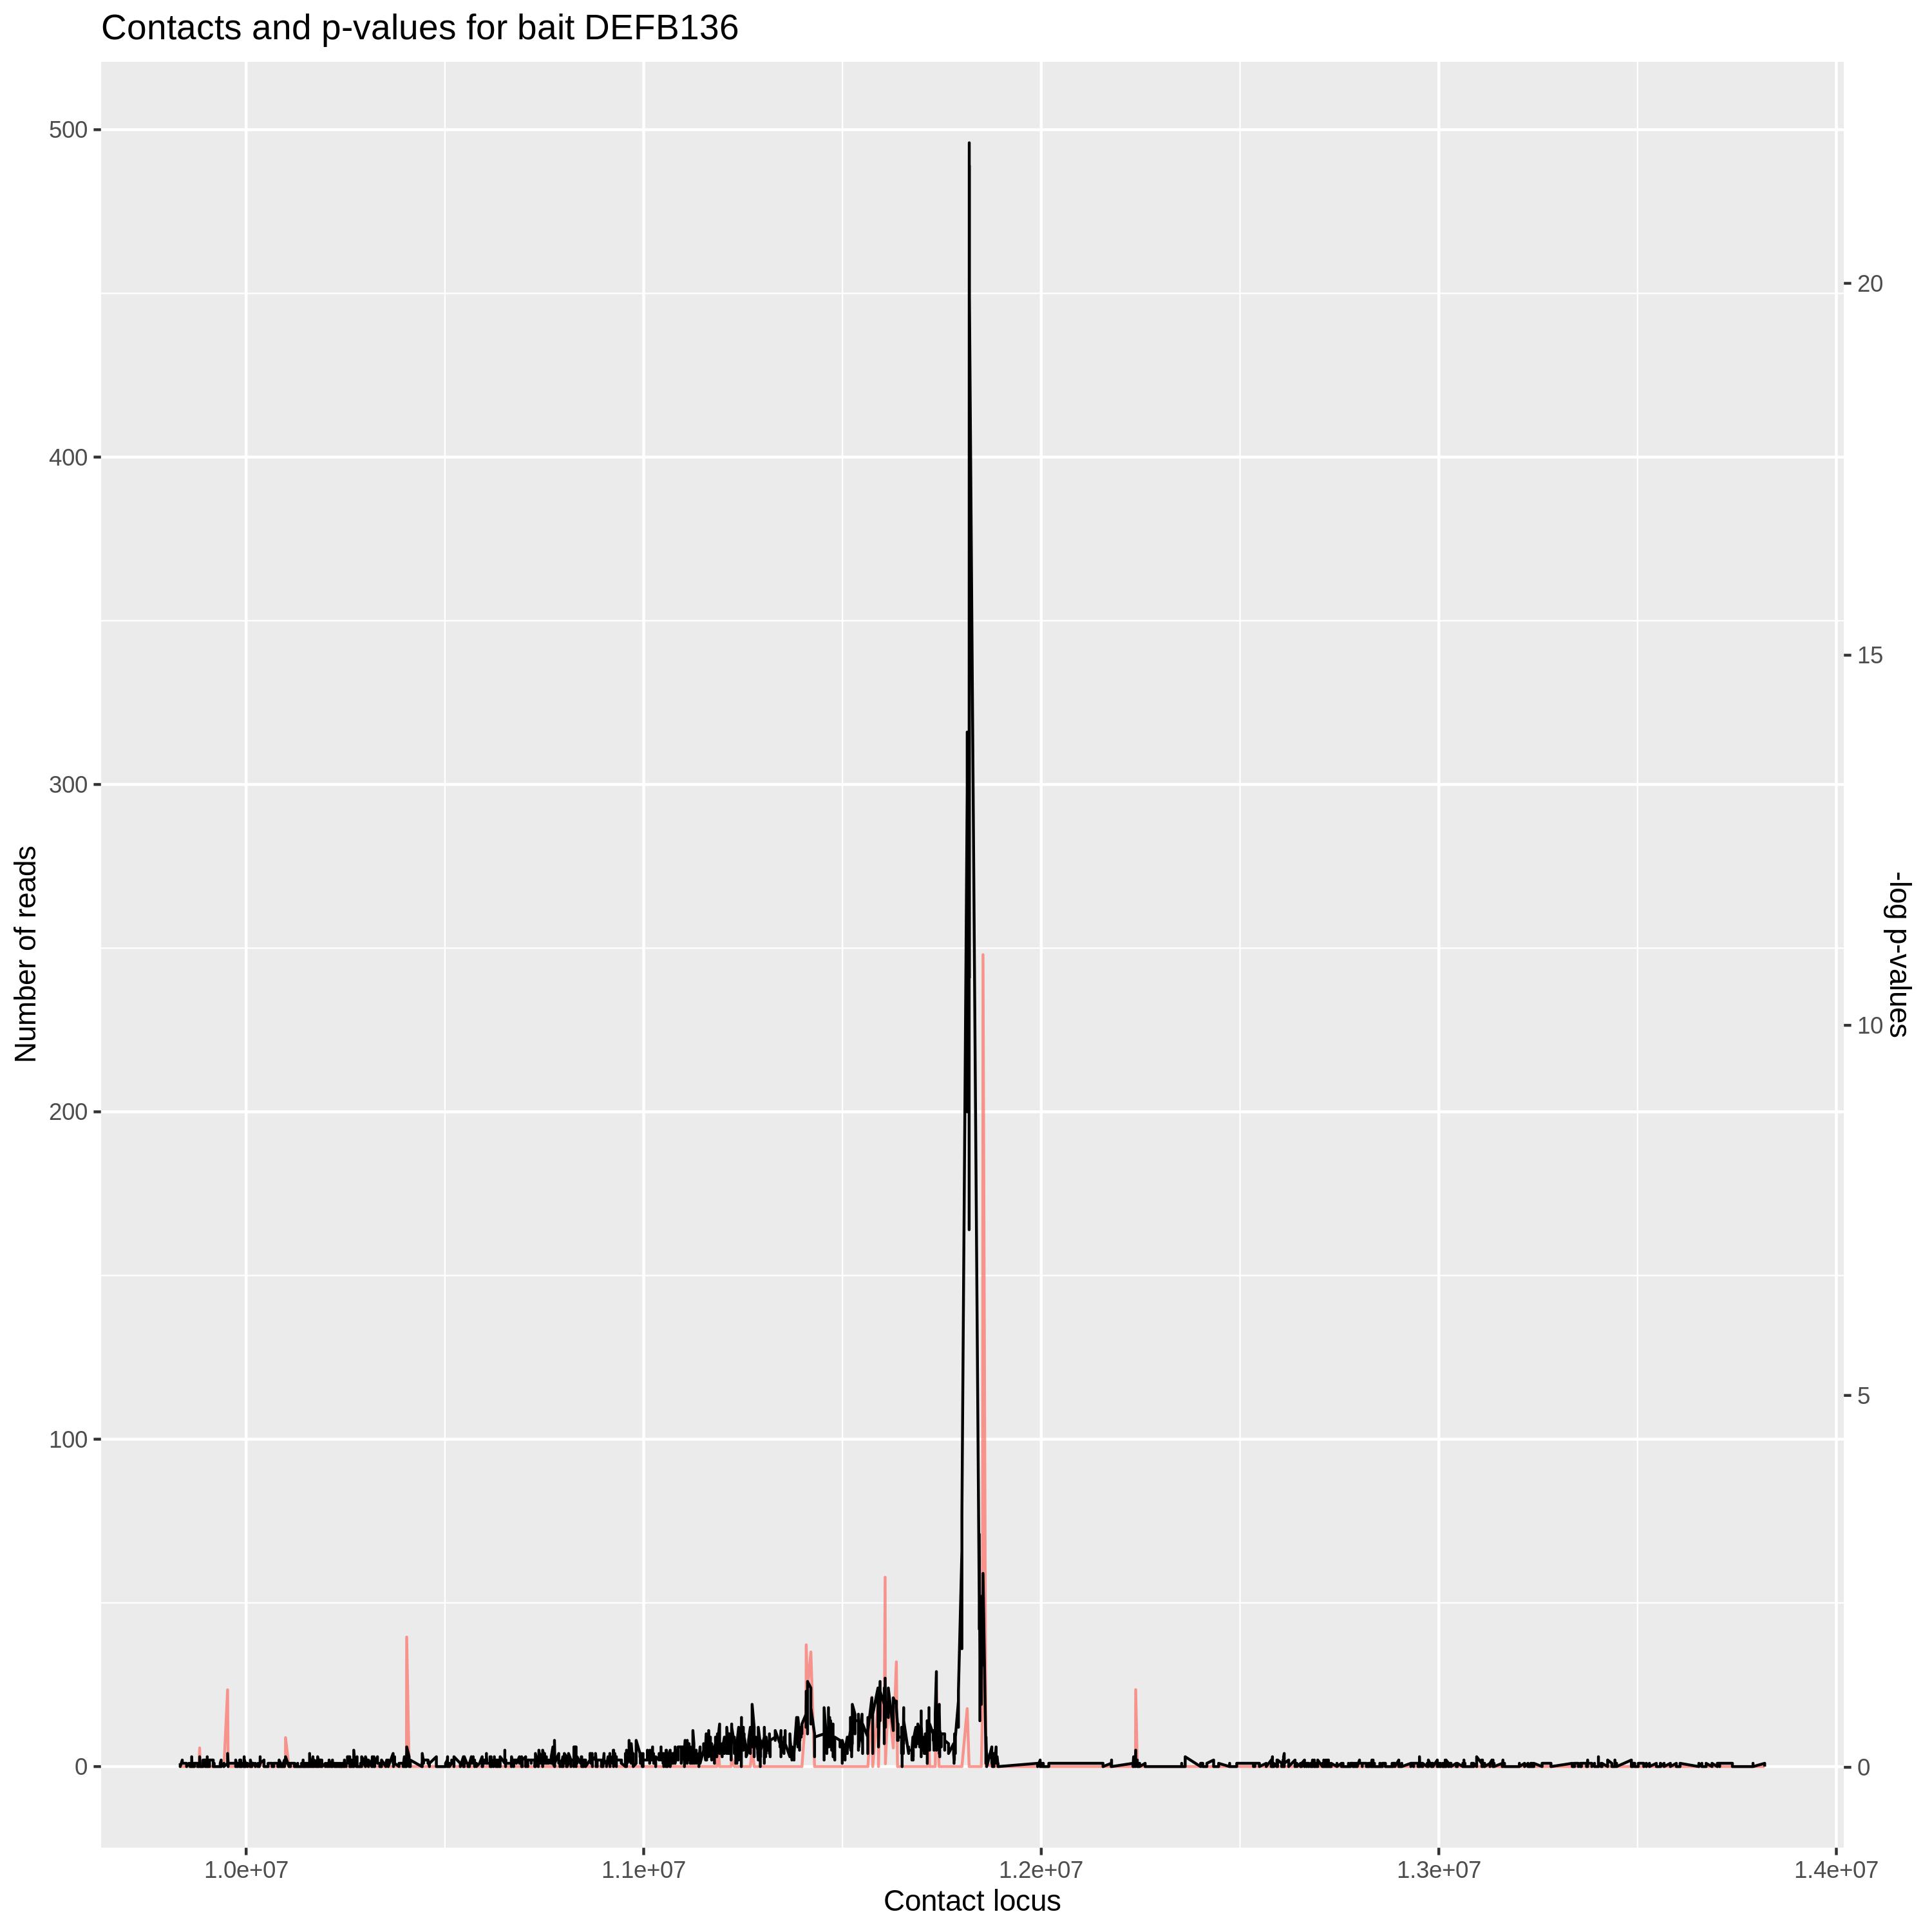 Contacts and p-values for bait DEFB136
500
400
300
200
100
0
Number of reads
20
15
10
5
0
-log p-values
1.0e+07
1.1e+07
1.2e+07
1.3e+07
1.4e+07
Contact locus